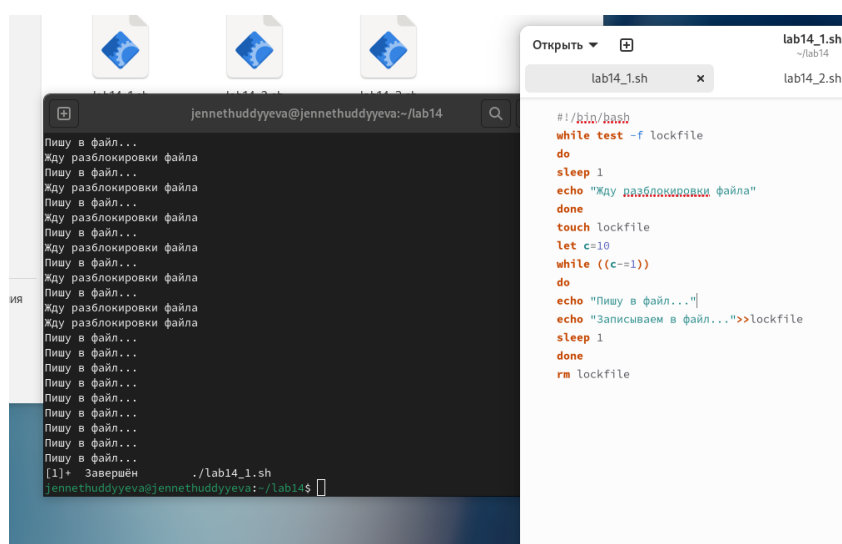 ия
jennethuddyyeva@jennethuddyyeva:~/lab14
Пишу в файл...
Жду разблокировки файла
Пишу в файл...
Жду разблокировки файла
Пишу в файл...
Жду разблокировки файла
Пишу в файл...
Жду разблокировки файла
Пишу в файл...
Жду разблокировки файла
Пишу в файл...
Жду разблокировки файла
Жду разблокировки файла
Пишу в файл...
Пишу в файл...
Пишу в файл...
Пишу в файл...
Пишу в файл...
Пишу в файл...
Пишу в файл...
Пишу в файл...
Пишу в файл...
[1]+  Завершён        ./lab14_1.sh
jennethuddyyeva@jennethuddyyeva:~/lab14$
Открыть
lab14_1.sh
~/lab14
lab14_1.sh × lab14_2.sh
#!/bin/bash
while test -f lockfile
do
sleep 1
echo "Жду разблокировки файла"
done
touch lockfile
let c=10
while ((c-=1))
do
echo "Пишу в файл..."
echo "Записываем в файл...">>lockfile
sleep 1
done
rm lockfile